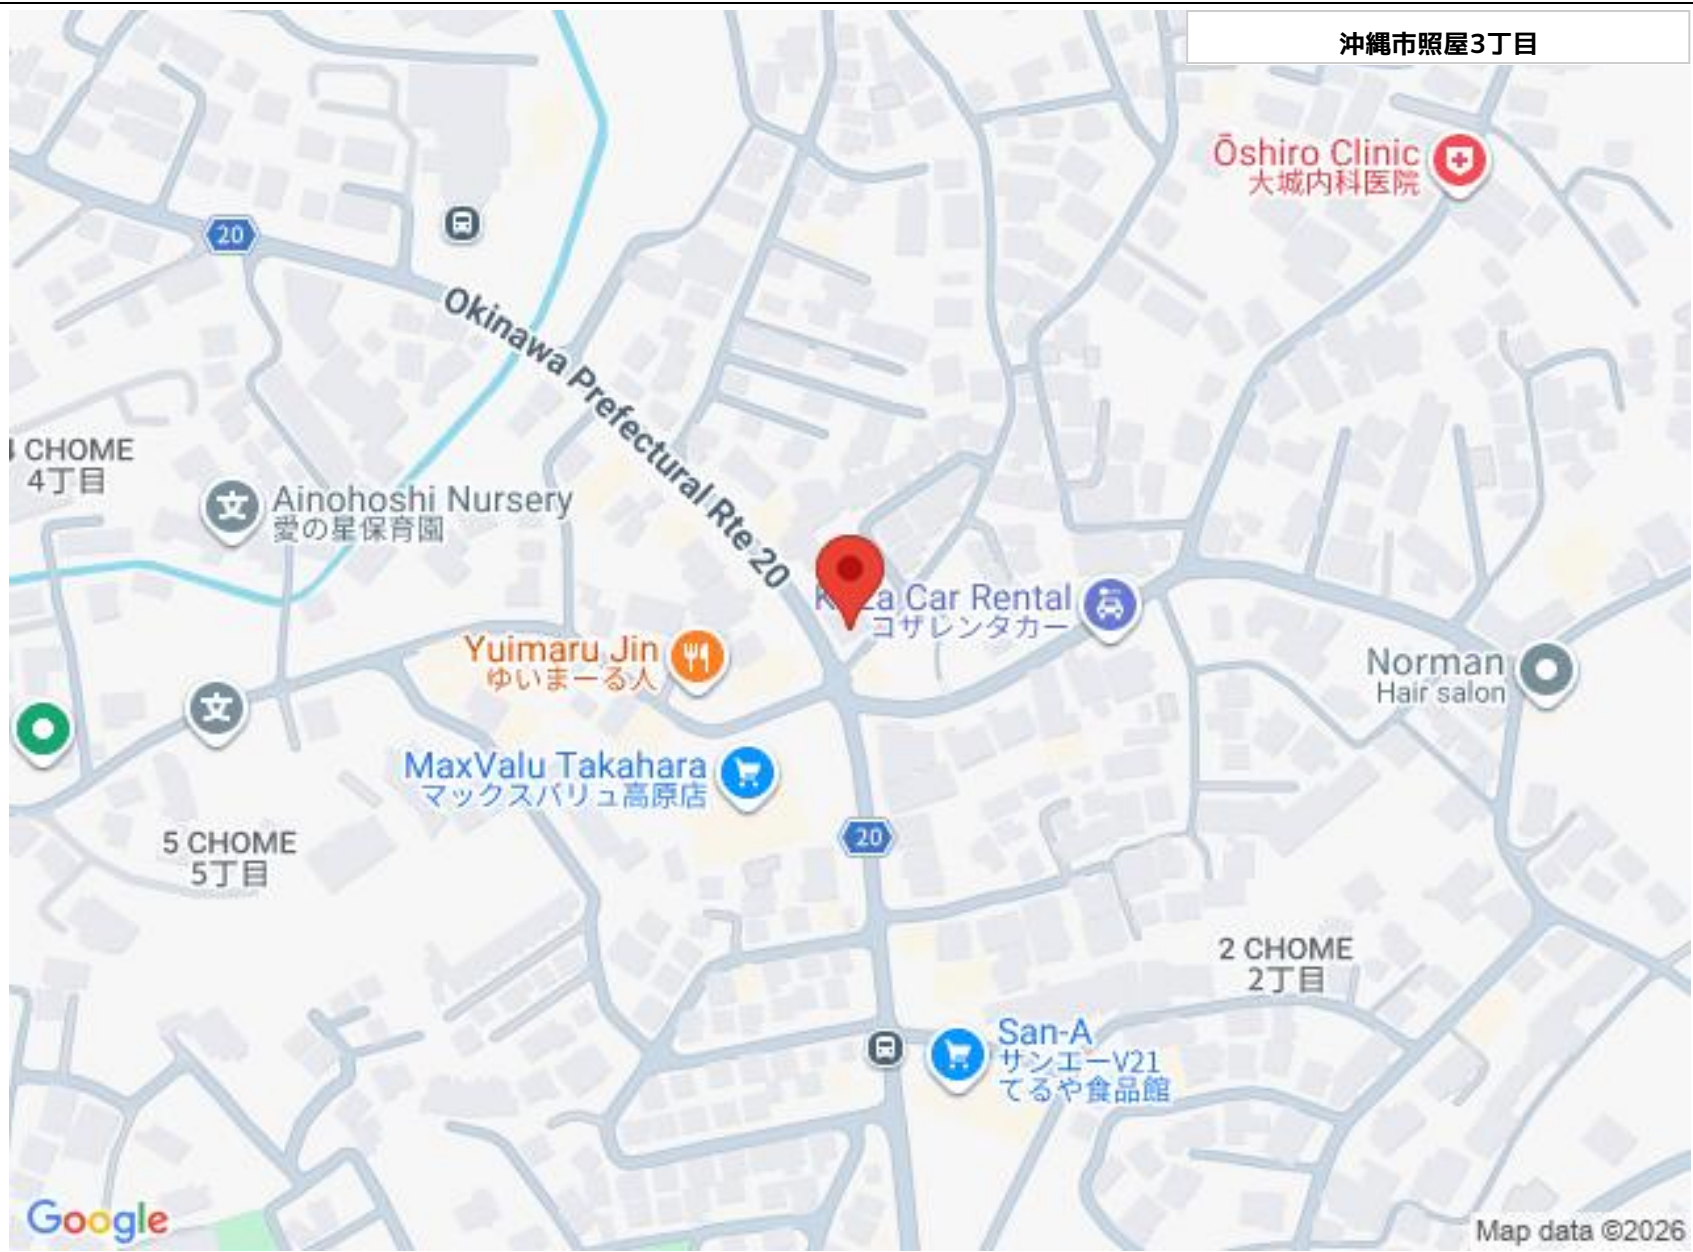 沖縄市照屋3丁目
Ōshiro Clinic
大城内科医院
20
Okinawa Prefectural Rte 20
CHOME
4丁目
Ainohoshi Nursery
愛の星保育園
Car Rental
コザレンタカー
Yuimaru Jin
ゆいまーる人
Norman
Hair salon
MaxValu Takahara
マックスバリュ高原店
20
5 CHOME
5丁目
2 CHOME
2丁目
San-A
サンエーV21
てるや食品館
Google
Map data ©2026